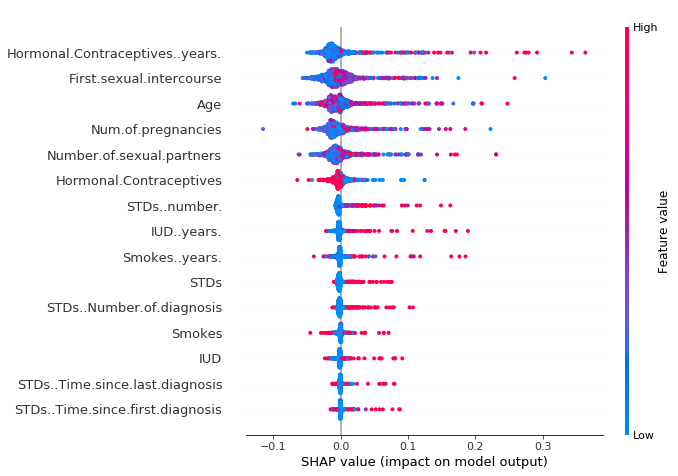 High
Hormonal.Contraceptives..years.
First.sexual.intercourse
Age
Num.of.pregnancies
Number.of.sexual.partners
Hormonal.Contraceptives
STDs..number.
IUD..years.
Smokes..years.
STDs
STDs..Number.of.diagnosis
Smokes
IUD
STDs..Time.since.last.diagnosis
STDs..Time.since.first.diagnosis
Feature value
Low
−0.1 0.0 0.1 0.2 0.3
SHAP value (impact on model output)